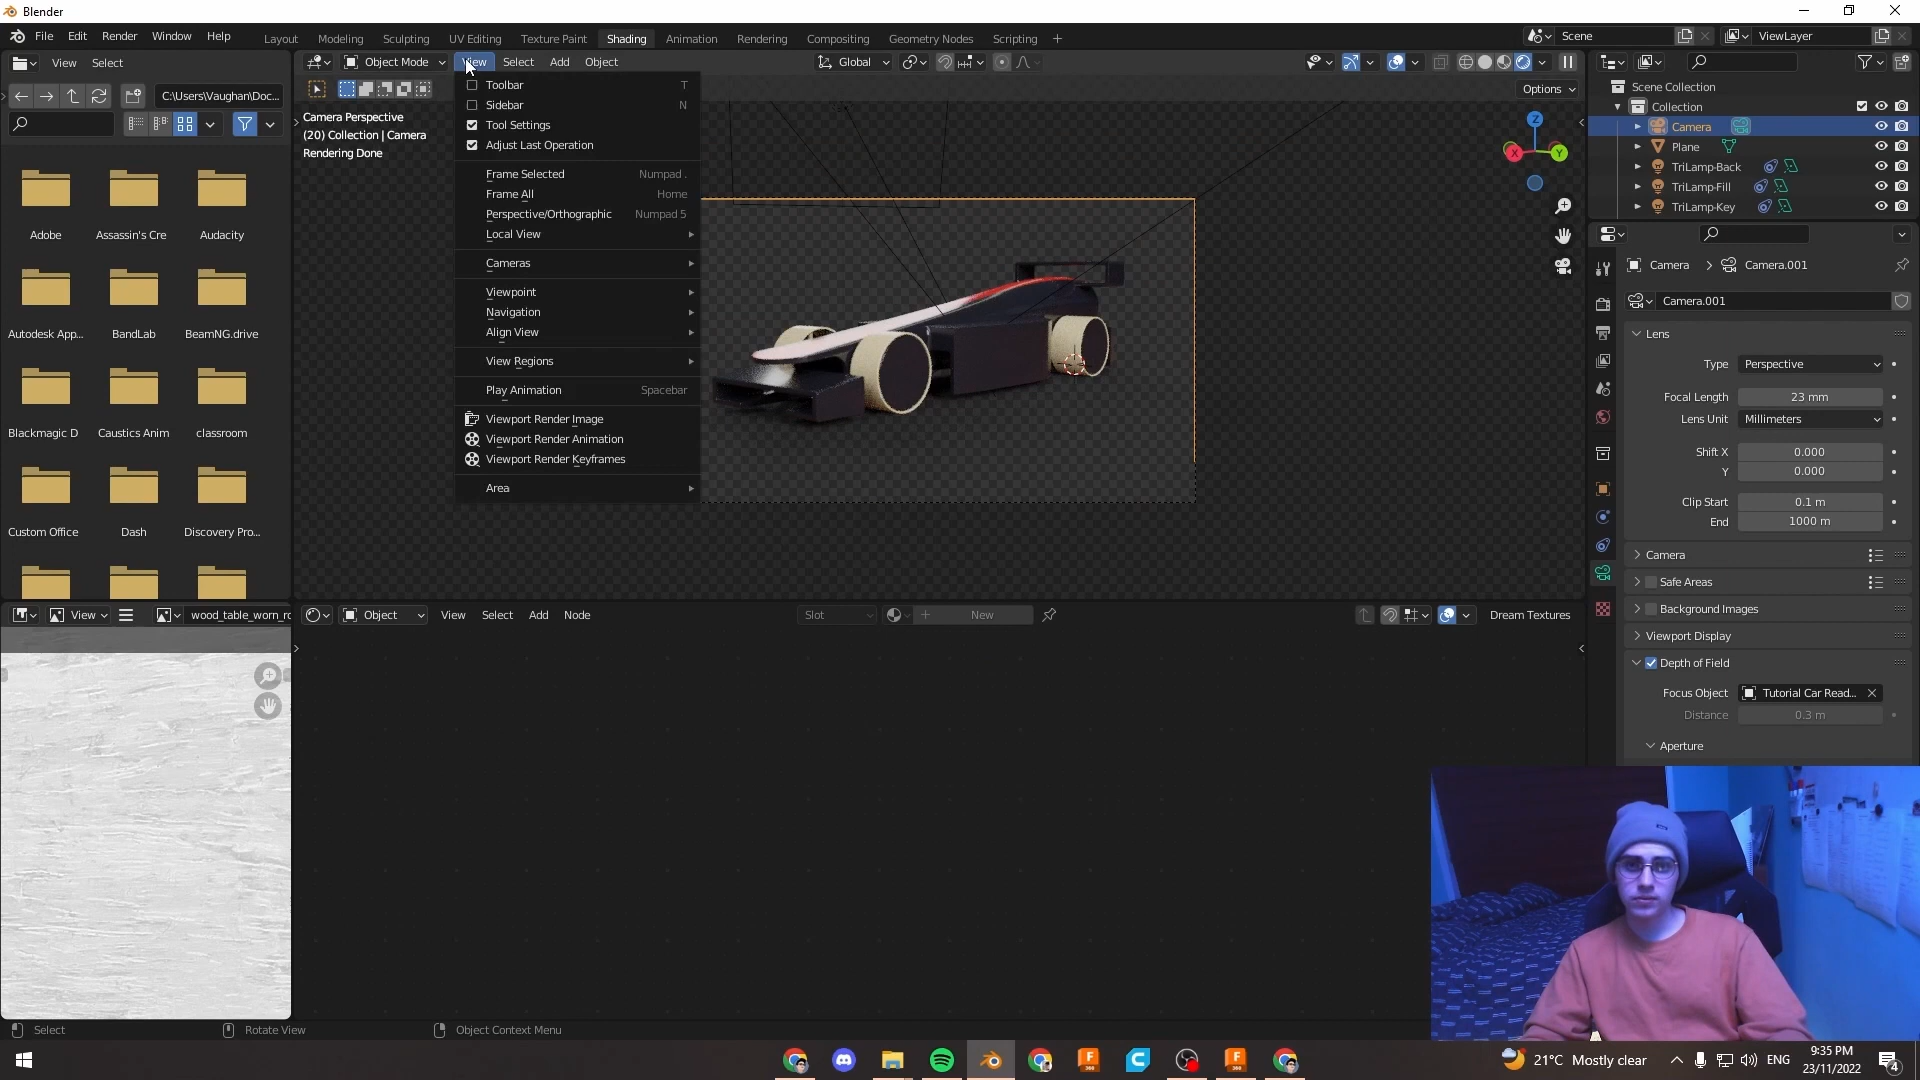 Blender
File Edit Render Window Help
Layout Modeling Sculpting UV Editing Texture Paint Shading Animation Rendering Compositing Geometry Nodes Scripting +
Scene
ViewLayer
View Select
Object Mode View Select Add Object
Global
C:\Users\Vaughan\Doc...
Options
Toolbar T
Sidebar N
Tool Settings
Adjust Last Operation
Frame Selected Numpad .
Frame All Home
Perspective/Orthographic Numpad 5
Local View
Cameras
Viewpoint
Navigation
Align View
View Regions
Play Animation Spacebar
Viewport Render Image
Viewport Render Animation
Viewport Render Keyframes
Area
Camera Perspective
(20) Collection | Camera
Rendering Done
Z
X
Y
Adobe Assassin's Cre Audacity
Autodesk App... BandLab BeamNG.drive
Blackmagic D Caustics Anim classroom
Custom Office Dash Discovery Pro...
Scene Collection
Collection
Camera
Plane
TriLamp-Back
TriLamp-Fill
TriLamp-Key
Camera > Camera.001
Camera.001
Lens
Type Perspective
Focal Length 23 mm
Lens Unit Millimeters
Shift X 0.000
Y 0.000
Clip Start 0.1 m
End 1000 m
Camera
Safe Areas
Background Images
Viewport Display
Depth of Field
Focus Object Tutorial Car Read...
Distance 0.3 m
Aperture
View
wood_table_worn_ro
Object View Select Add Node
Slot
New
Dream Textures
Select Rotate View Object Context Menu
21°C Mostly clear
ENG
9:35 PM
23/11/2022
4